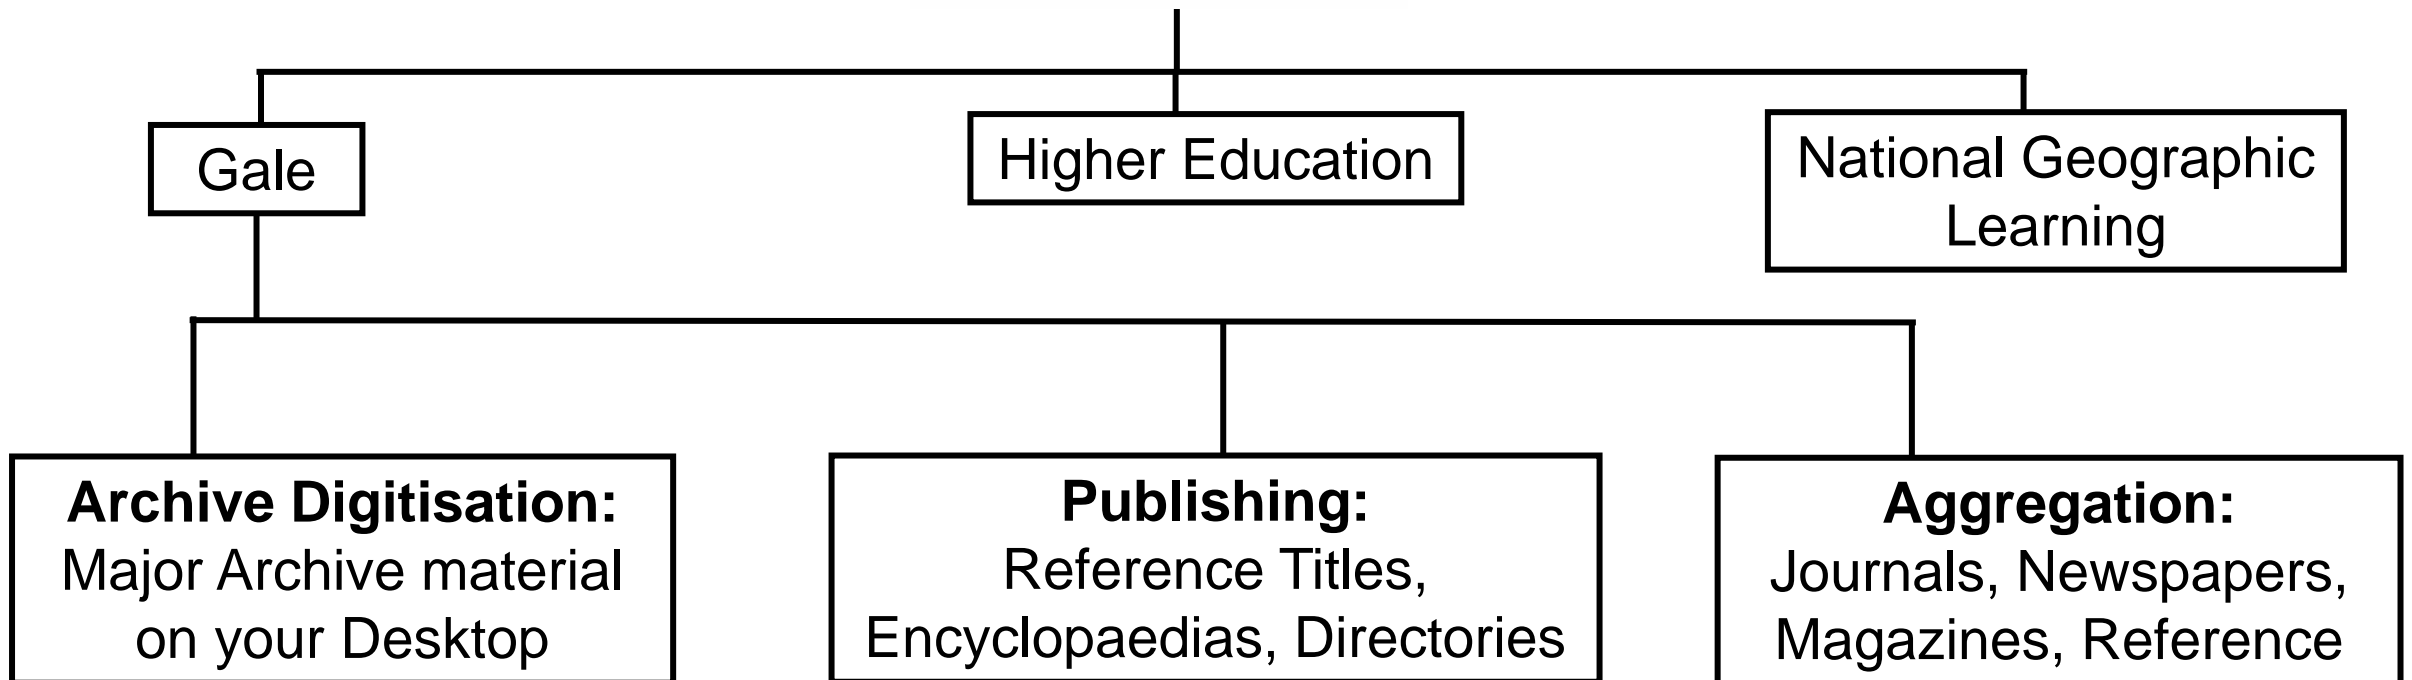 Gale
Higher Education
National Geographic
Learning
Archive Digitisation:
Major Archive material
on your Desktop
Publishing:
Reference Titles,
Encyclopaedias, Directories
Aggregation:
Journals, Newspapers,
Magazines, Reference